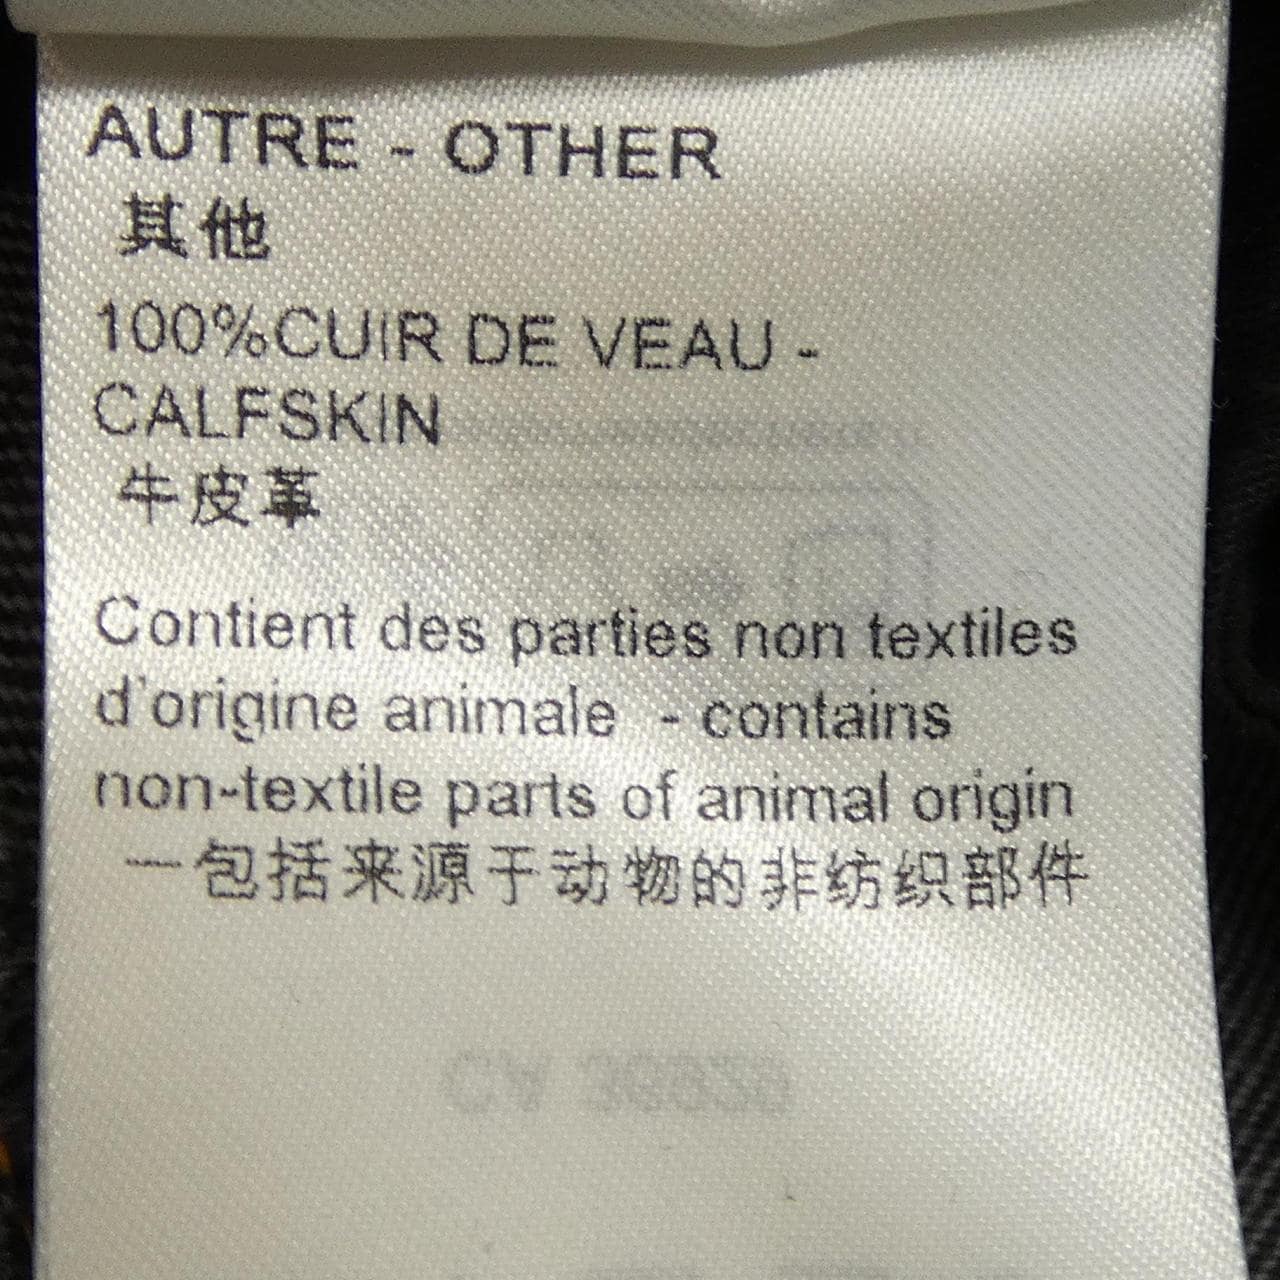 AUTRE - OTHER
其他
100%CUIR DE VEAU -
CALFSKIN
牛皮革
Contient des parties non textiles
d'origine animale - contains
non-textile parts of animal origin
一包括来源于动物的非纺织部件